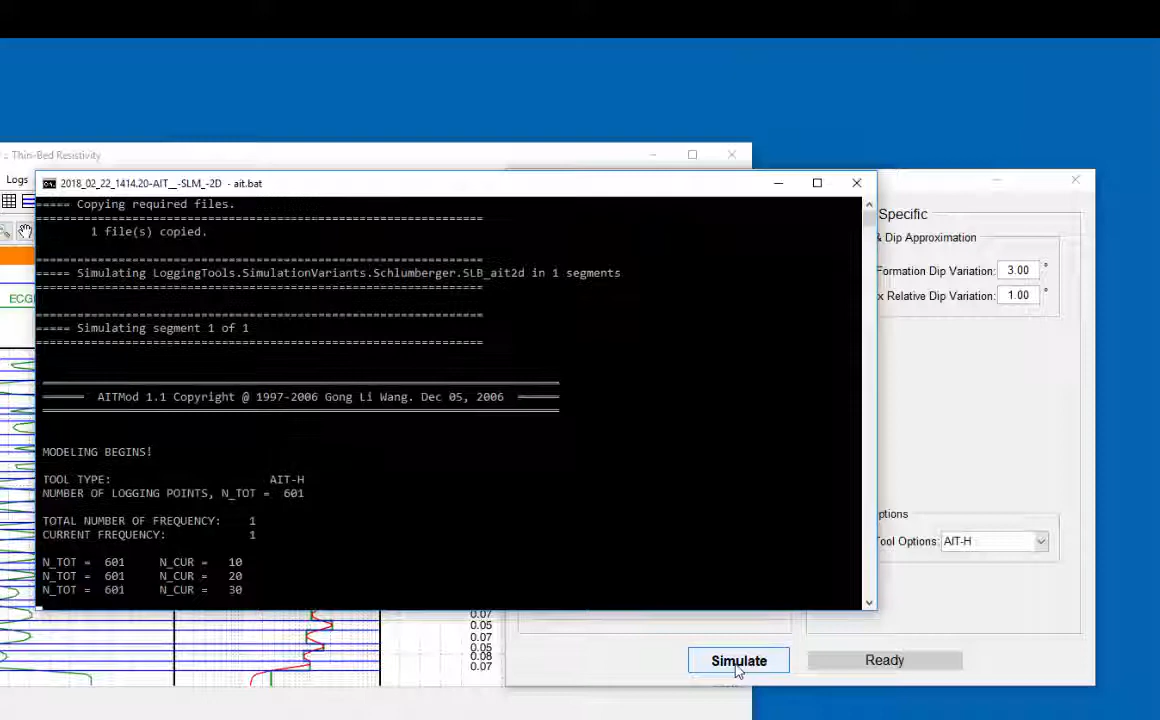 : Thin-Bed Resistivity
Logs
2018_02_22_1414.20-AIT__-SLM_-2D - ait.bat
===== Copying required files.
======================================================
1 file(s) copied.
======================================================
===== Simulating LoggingTools.SimulationVariants.Schlumberger.SLB_ait2d in 1 segments
======================================================
======================================================
===== Simulating segment 1 of 1
======================================================
AITMod 1.1 Copyright @ 1997-2006 Gong Li Wang. Dec 05, 2006
MODELING BEGINS!
TOOL TYPE: AIT-H
NUMBER OF LOGGING POINTS, N_TOT = 601
TOTAL NUMBER OF FREQUENCY: 1
CURRENT FREQUENCY: 1
N_TOT = 601 N_CUR = 10
N_TOT = 601 N_CUR = 20
N_TOT = 601 N_CUR = 30
Specific
& Dip Approximation
Formation Dip Variation: 3.00 °
x Relative Dip Variation: 1.00 °
ptions
Tool Options: AIT-H
0.07
0.05
0.07
0.05
0.08
0.07
Simulate
Ready